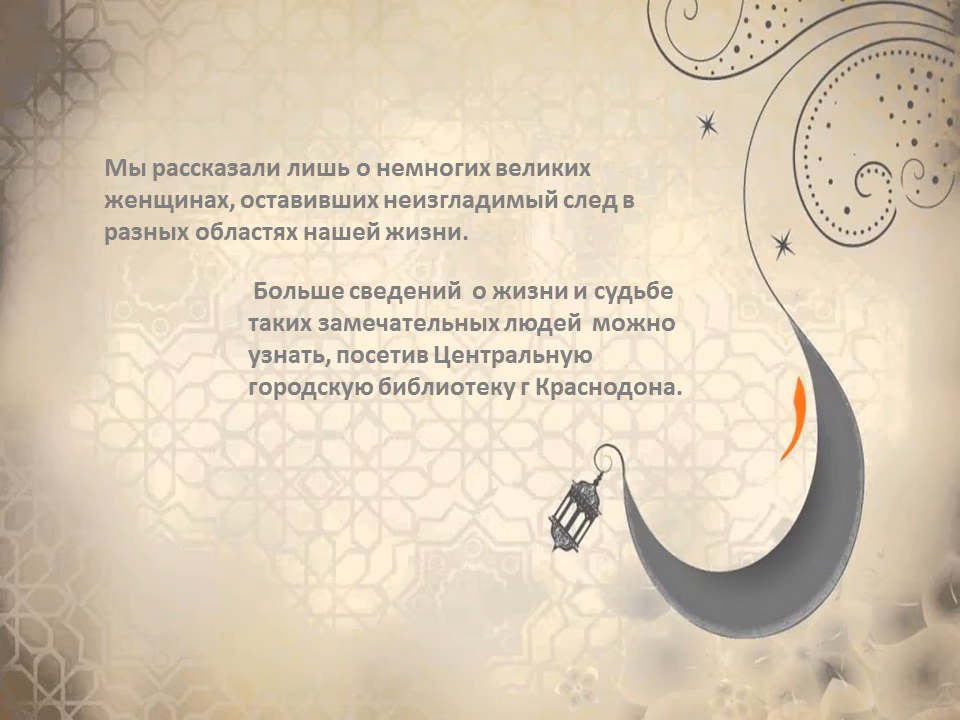 Мы рассказали лишь о немногих великих
женщинах, оставивших неизгладимый след в
разных областях нашей жизни.
Больше сведений  о жизни и судьбе
таких замечательных людей  можно
узнать, посетив Центральную
городскую библиотеку г Краснодона.